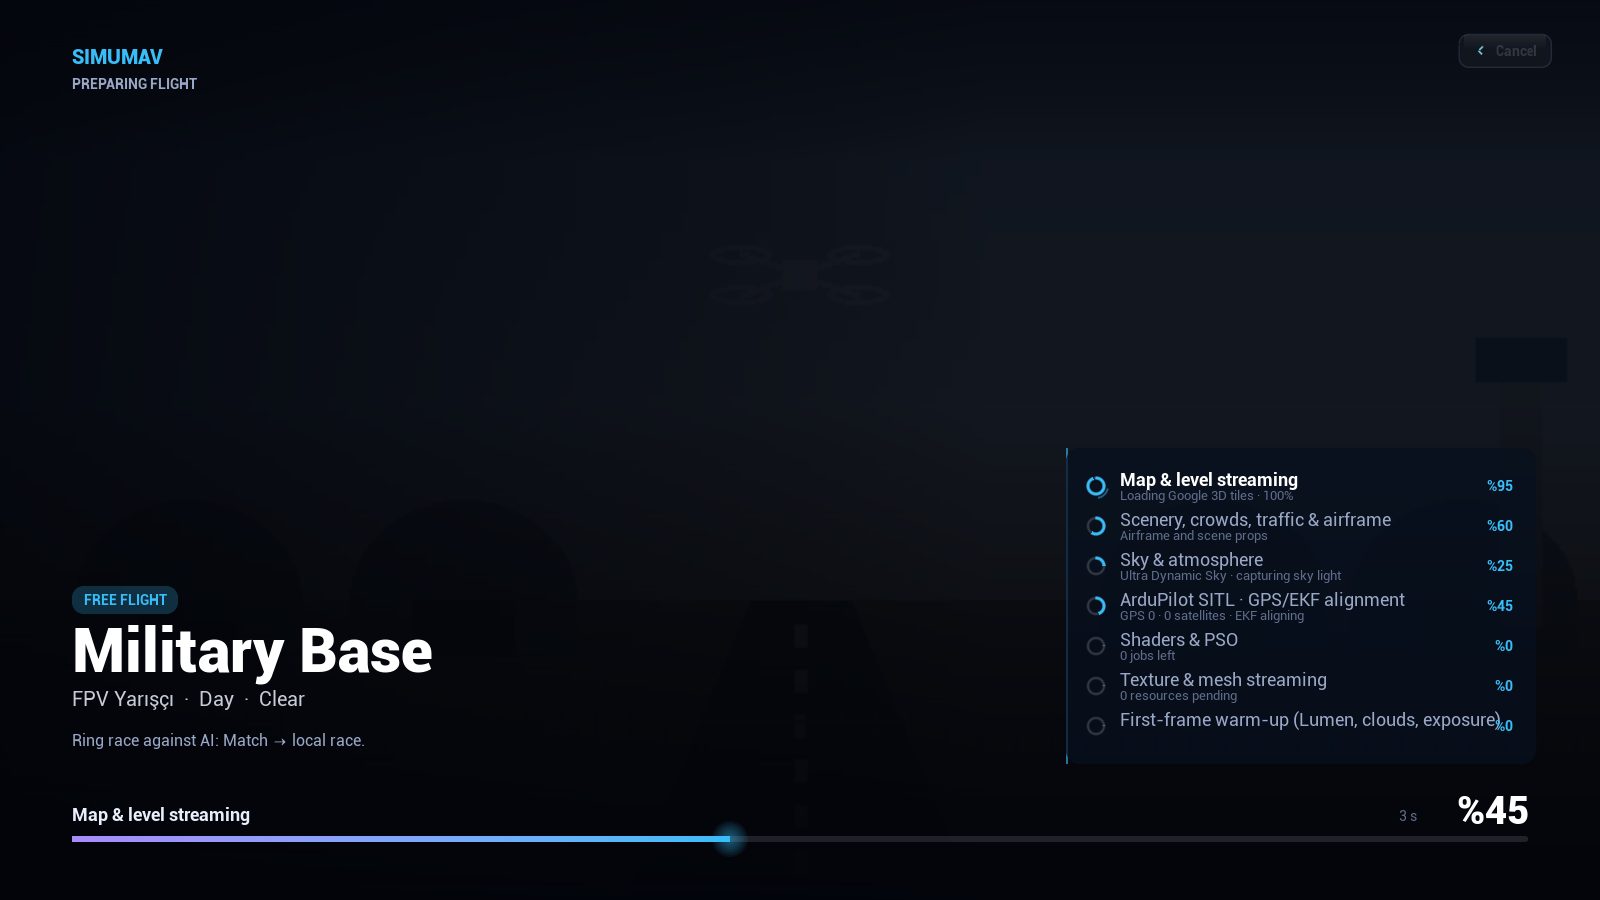 SIMUMAV
PREPARING FLIGHT
Cancel
Map & level streaming
%95
Loading Google 3D tiles · 100%
Scenery, crowds, traffic & airframe
%60
Airframe and scene props
Sky & atmosphere
%25
Ultra Dynamic Sky · capturing sky light
ArduPilot SITL · GPS/EKF alignment
%45
GPS 0 · 0 satellites · EKF aligning
Shaders & PSO
%0
0 jobs left
Texture & mesh streaming
%0
0 resources pending
First-frame warm-up (Lumen, clouds, exposure)
%0
FREE FLIGHT
Military Base
FPV Yarışçı · Day · Clear
Ring race against AI: Match → local race.
Map & level streaming
3 s
%45